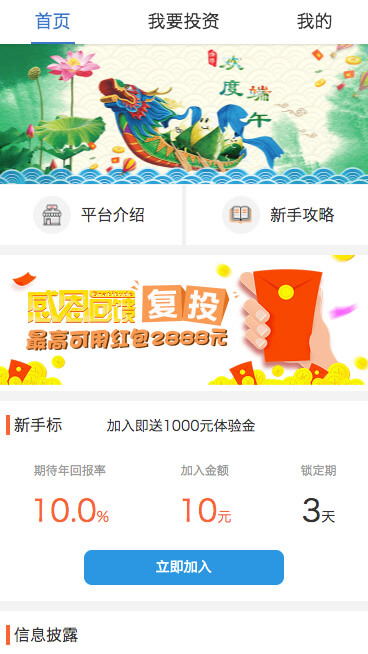 首页 我要投资 我的
欢度端午
平台介绍 新手攻略
感恩回馈 复投
最高可用红包2888元
新手标 加入即送1000元体验金
期待年回报率 加入金额 锁定期
10.0% 10元 3天
立即加入
信息披露